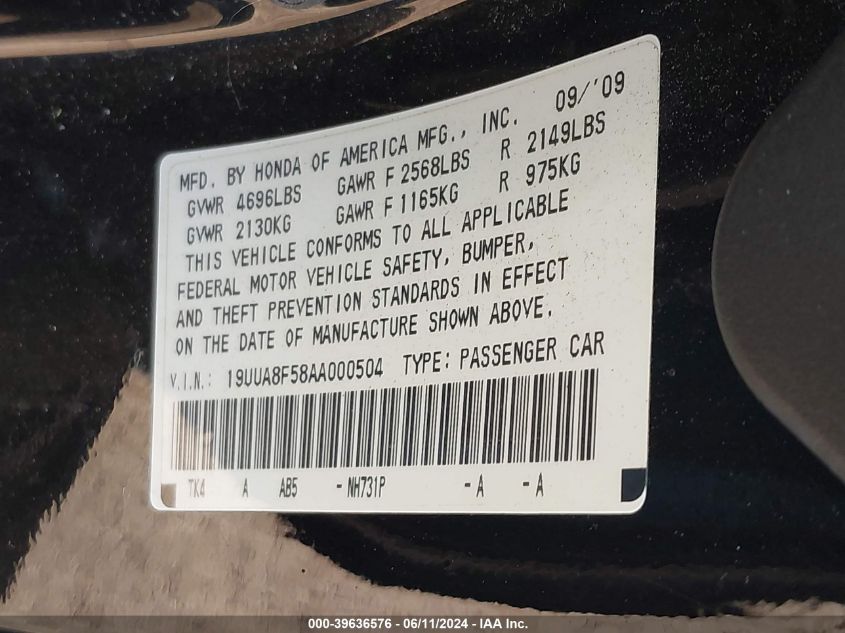 MFD. BY HONDA OF AMERICA MFG., INC. 09/'09
GVWR 4696LBS GAWR F 2568LBS R 2149LBS
GVWR 2130KG GAWR F 1165KG R 975KG
THIS VEHICLE CONFORMS TO ALL APPLICABLE
FEDERAL MOTOR VEHICLE SAFETY, BUMPER,
AND THEFT PREVENTION STANDARDS IN EFFECT
ON THE DATE OF MANUFACTURE SHOWN ABOVE.
V.I.N.: 19UUA8F58AA000504 TYPE: PASSENGER CAR
TK4 A AB5 -NH731P -A -A
000-39636576 - 06/11/2024 - IAA Inc.